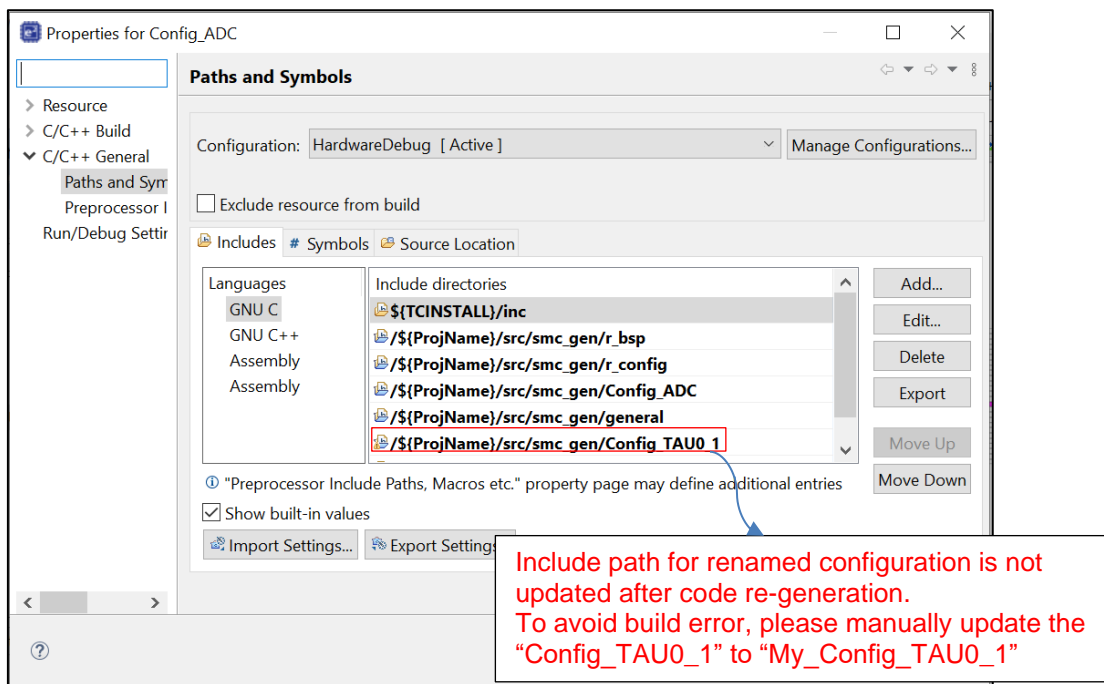 Properties for Config_ADC
Paths and Symbols
Resource
C/C++ Build
C/C++ General
Paths and Sym
Preprocessor I
Run/Debug Settir
Configuration: HardwareDebug [ Active ]
Manage Configurations...
Exclude resource from build
Includes # Symbols Source Location
Languages
GNU C
GNU C++
Assembly
Assembly
Include directories
${TCINSTALL}/inc
/${ProjName}/src/smc_gen/r_bsp
/${ProjName}/src/smc_gen/r_config
/${ProjName}/src/smc_gen/Config_ADC
/${ProjName}/src/smc_gen/general
/${ProjName}/src/smc_gen/Config_TAU0_1
Add...
Edit...
Delete
Export
Move Up
Move Down
"Preprocessor Include Paths, Macros etc." property page may define additional entries
Show built-in values
Import Settings... Export Settings
Include path for renamed configuration is not
updated after code re-generation.
To avoid build error, please manually update the
“Config_TAU0_1” to “My_Config_TAU0_1”